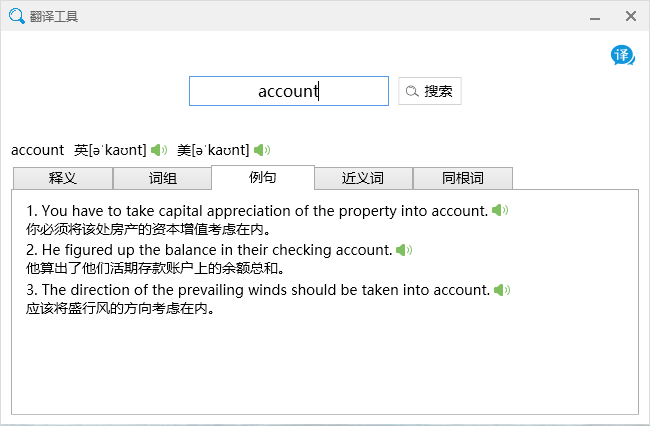 翻译工具
译
account
搜索
account 英[əˈkaʊnt] 美[əˈkaʊnt]
释义 词组 例句 近义词 同根词
1. You have to take capital appreciation of the property into account.
你必须将该处房产的资本增值考虑在内。
2. He figured up the balance in their checking account.
他算出了他们活期存款账户上的余额总和。
3. The direction of the prevailing winds should be taken into account.
应该将盛行风的方向考虑在内。